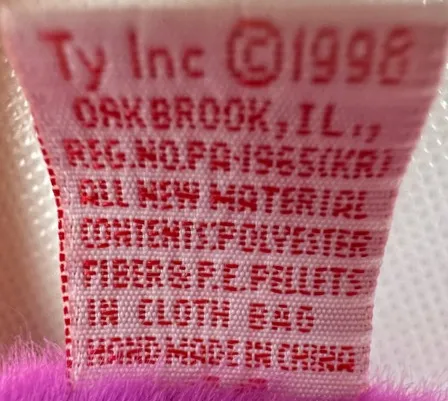 Ty Inc ©1998
OAKBROOK, IL.,
REG.NO.PA-1965(KR)
ALL NEW MATERIAL
CONTENTS:POLYESTER
FIBER& P.E.PELLETS
IN CLOTH BAG
HAND MADE IN CHINA